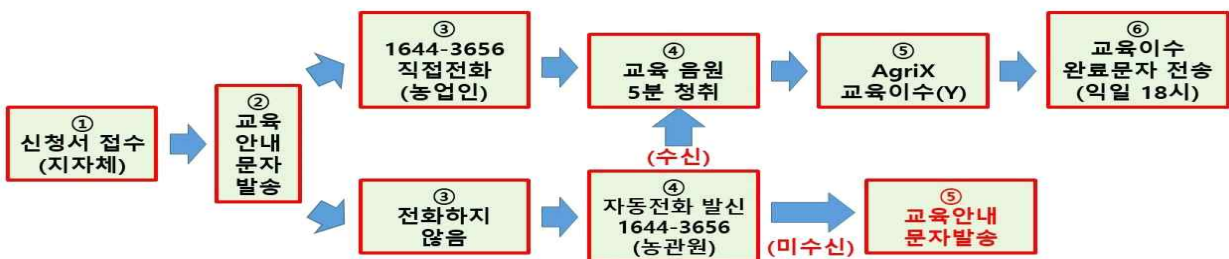 ①
신청서 접수
(지자체)
②
교육
안내
문자
발송
③
1644-3656
직접전화
(농업인)
④
교육 음원
5분 청취
⑤
AgriX
교육이수(Y)
⑥
교육이수
완료문자 전송
(익일 18시)
③
전화하지
않음
(수신)
④
자동전화 발신
1644-3656
(농관원)
(미수신)
⑤
교육안내
문자발송